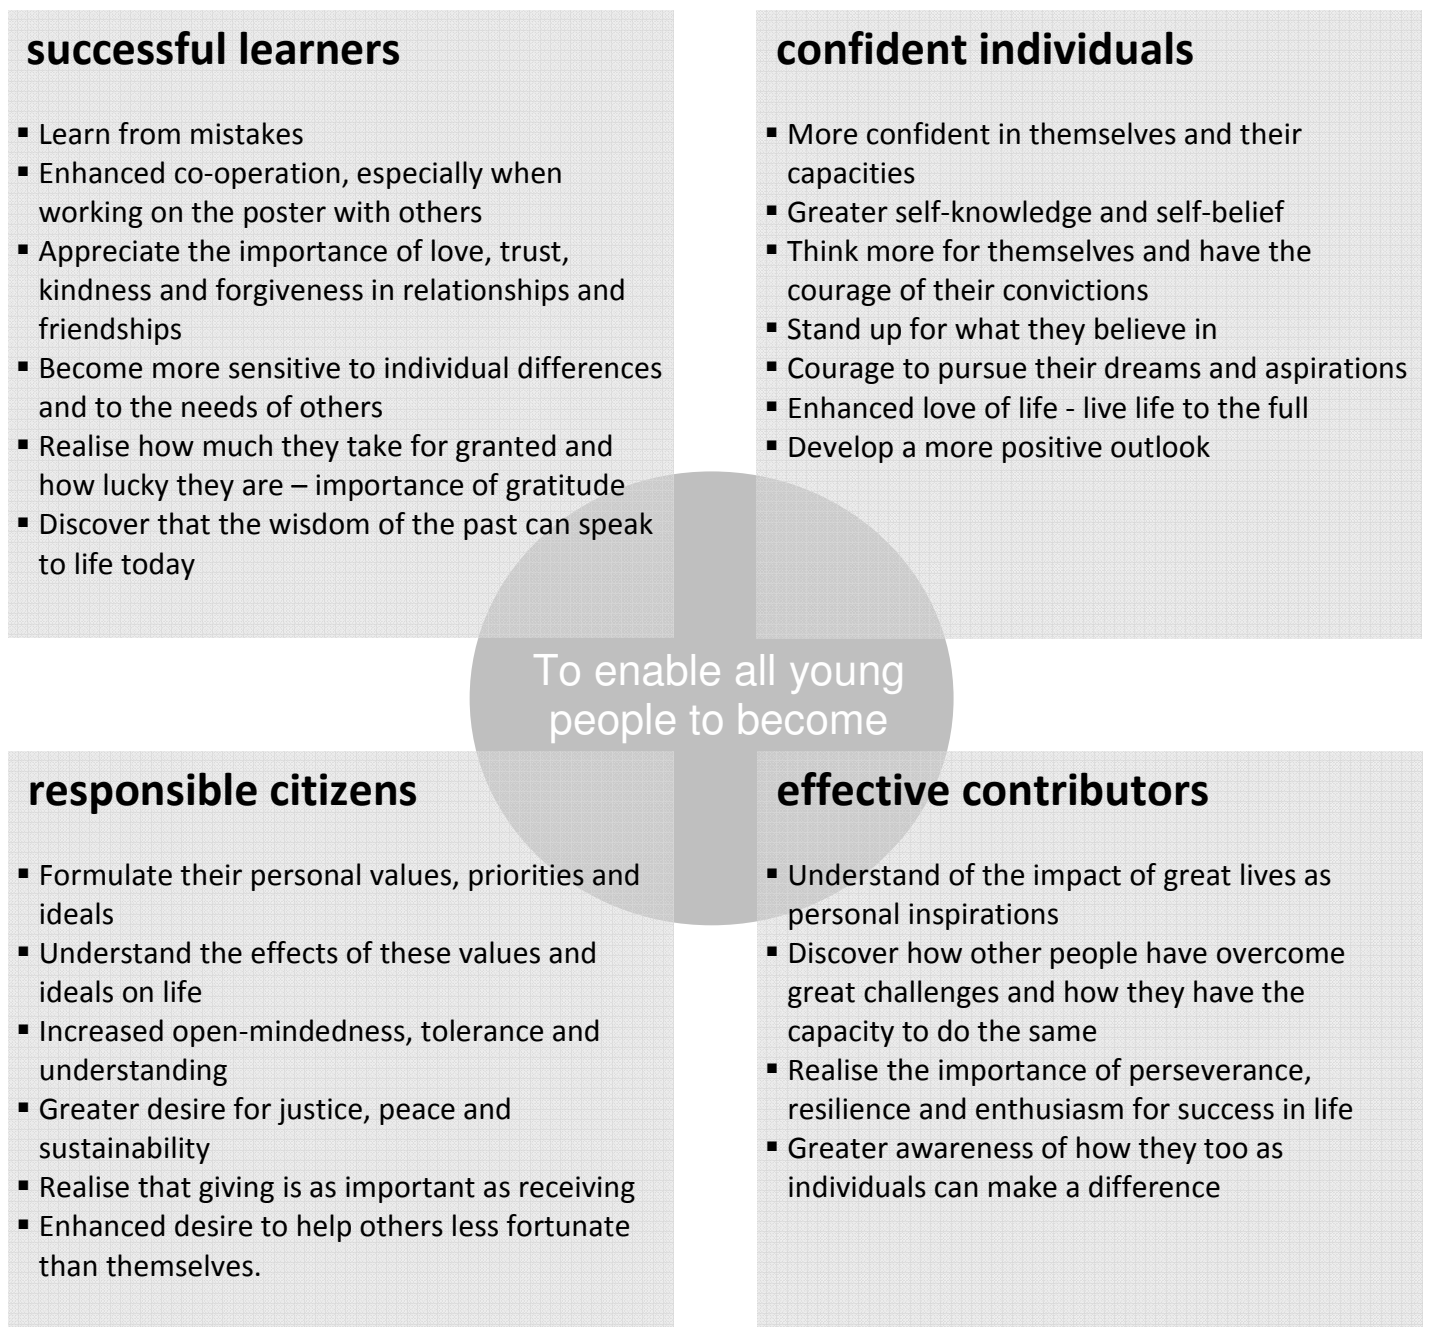 successful learners
▪ Learn from mistakes
▪ Enhanced co-operation, especially when
working on the poster with others
▪ Appreciate the importance of love, trust,
kindness and forgiveness in relationships and
friendships
▪ Become more sensitive to individual differences
and to the needs of others
▪ Realise how much they take for granted and
how lucky they are – importance of gratitude
▪ Discover that the wisdom of the past can speak
to life today
confident individuals
▪ More confident in themselves and their
capacities
▪ Greater self-knowledge and self-belief
▪ Think more for themselves and have the
courage of their convictions
▪ Stand up for what they believe in
▪ Courage to pursue their dreams and aspirations
▪ Enhanced love of life - live life to the full
▪ Develop a more positive outlook
To enable all young
people to become
responsible citizens
▪ Formulate their personal values, priorities and
ideals
▪ Understand the effects of these values and
ideals on life
▪ Increased open-mindedness, tolerance and
understanding
▪ Greater desire for justice, peace and
sustainability
▪ Realise that giving is as important as receiving
▪ Enhanced desire to help others less fortunate
than themselves.
effective contributors
▪ Understand of the impact of great lives as
personal inspirations
▪ Discover how other people have overcome
great challenges and how they have the
capacity to do the same
▪ Realise the importance of perseverance,
resilience and enthusiasm for success in life
▪ Greater awareness of how they too as
individuals can make a difference